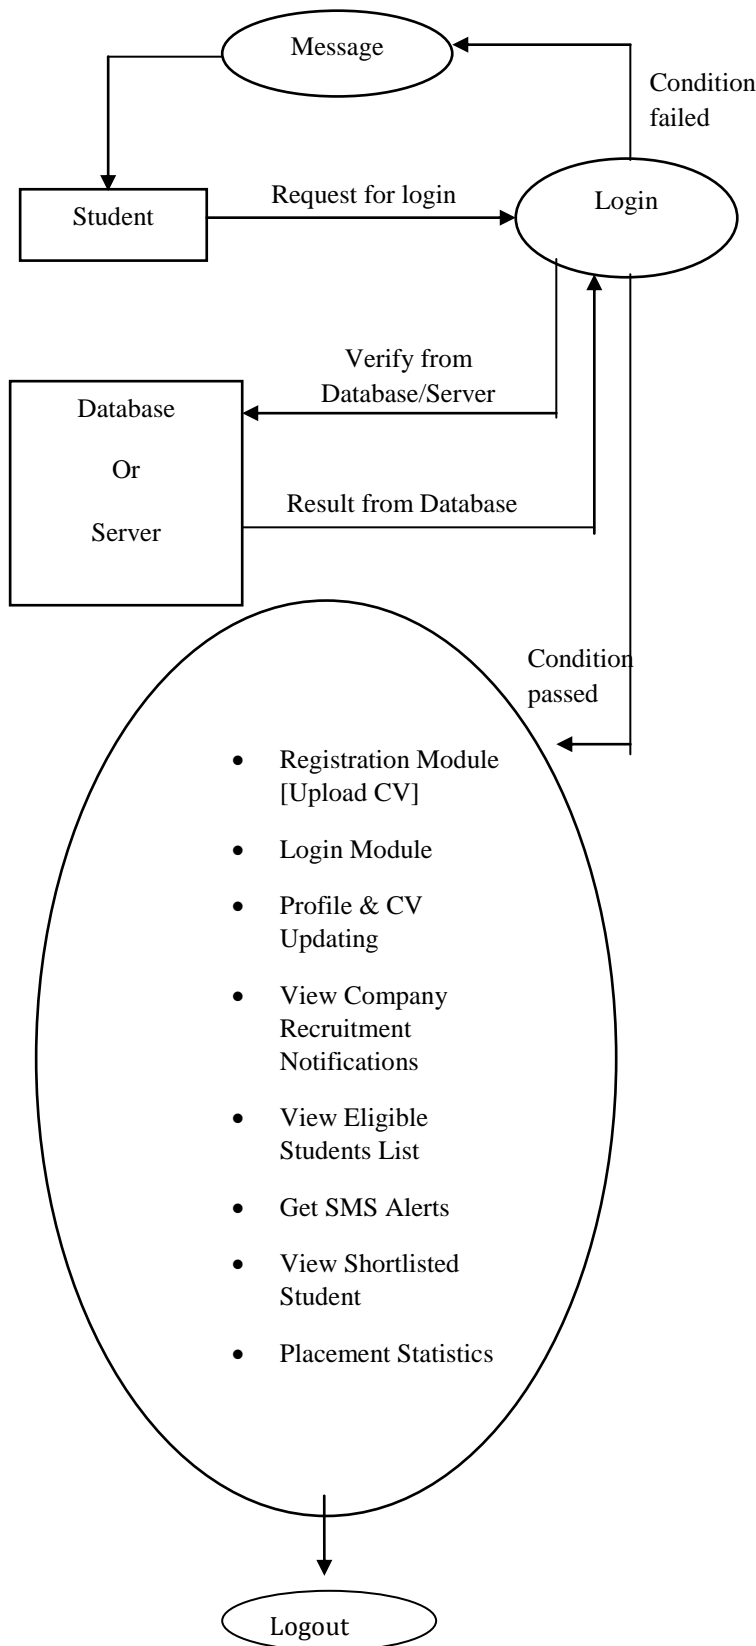 Message
Condition
failed
Student
Request for login
Login
Verify from
Database/Server
Database
Or
Server
Result from Database
Condition
passed
• Registration Module
[Upload CV]
• Login Module
• Profile & CV
Updating
• View Company
Recruitment
Notifications
• View Eligible
Students List
• Get SMS Alerts
• View Shortlisted
Student
• Placement Statistics
Logout